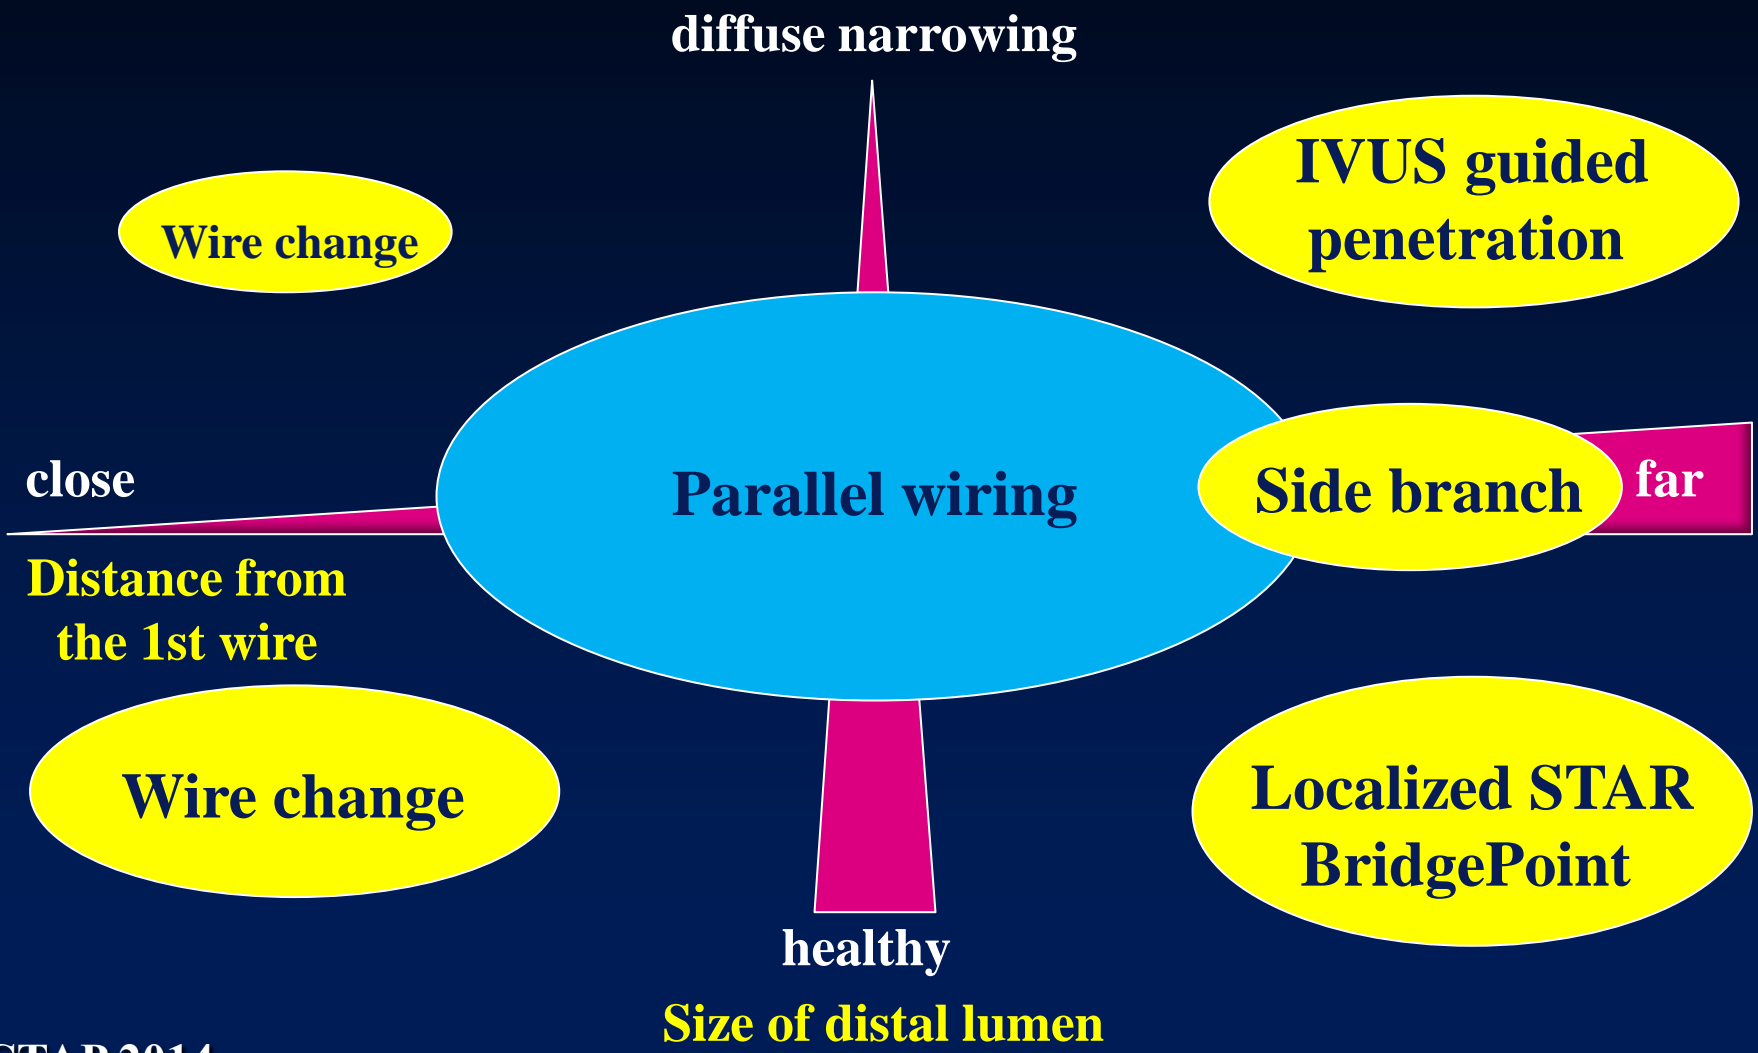 diffuse narrowing
IVUS guided
penetration
Wire change
close
Parallel wiring
Side branch
far
Distance from
the 1st wire
Wire change
Localized STAR
BridgePoint
healthy
Size of distal lumen
2014